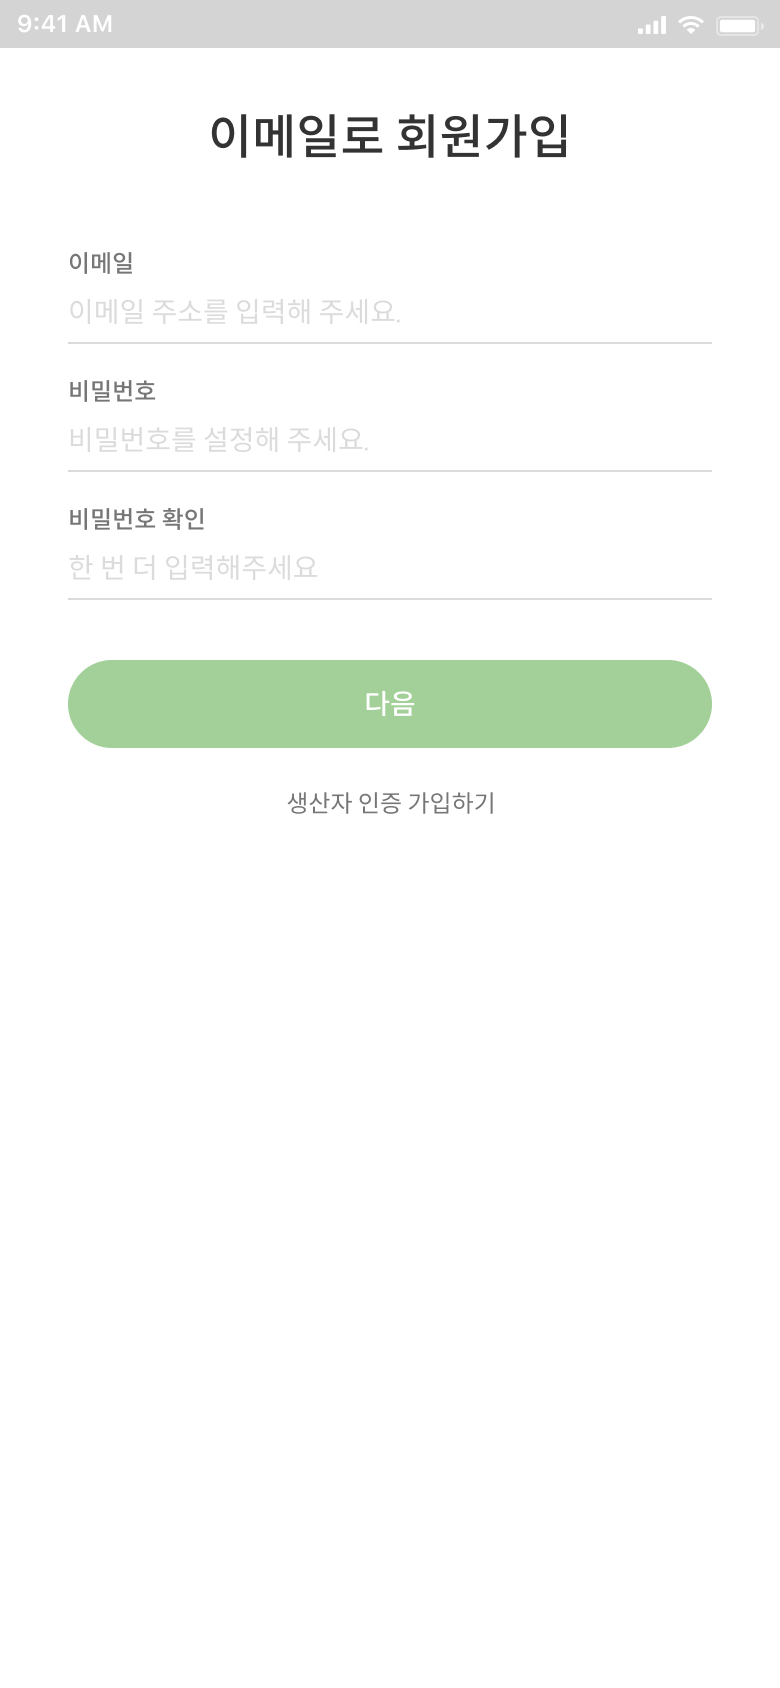 9:41 AM
이메일로 회원가입
이메일
이메일 주소를 입력해 주세요.
비밀번호
비밀번호를 설정해 주세요.
비밀번호 확인
한 번 더 입력해주세요
다음
생산자 인증 가입하기